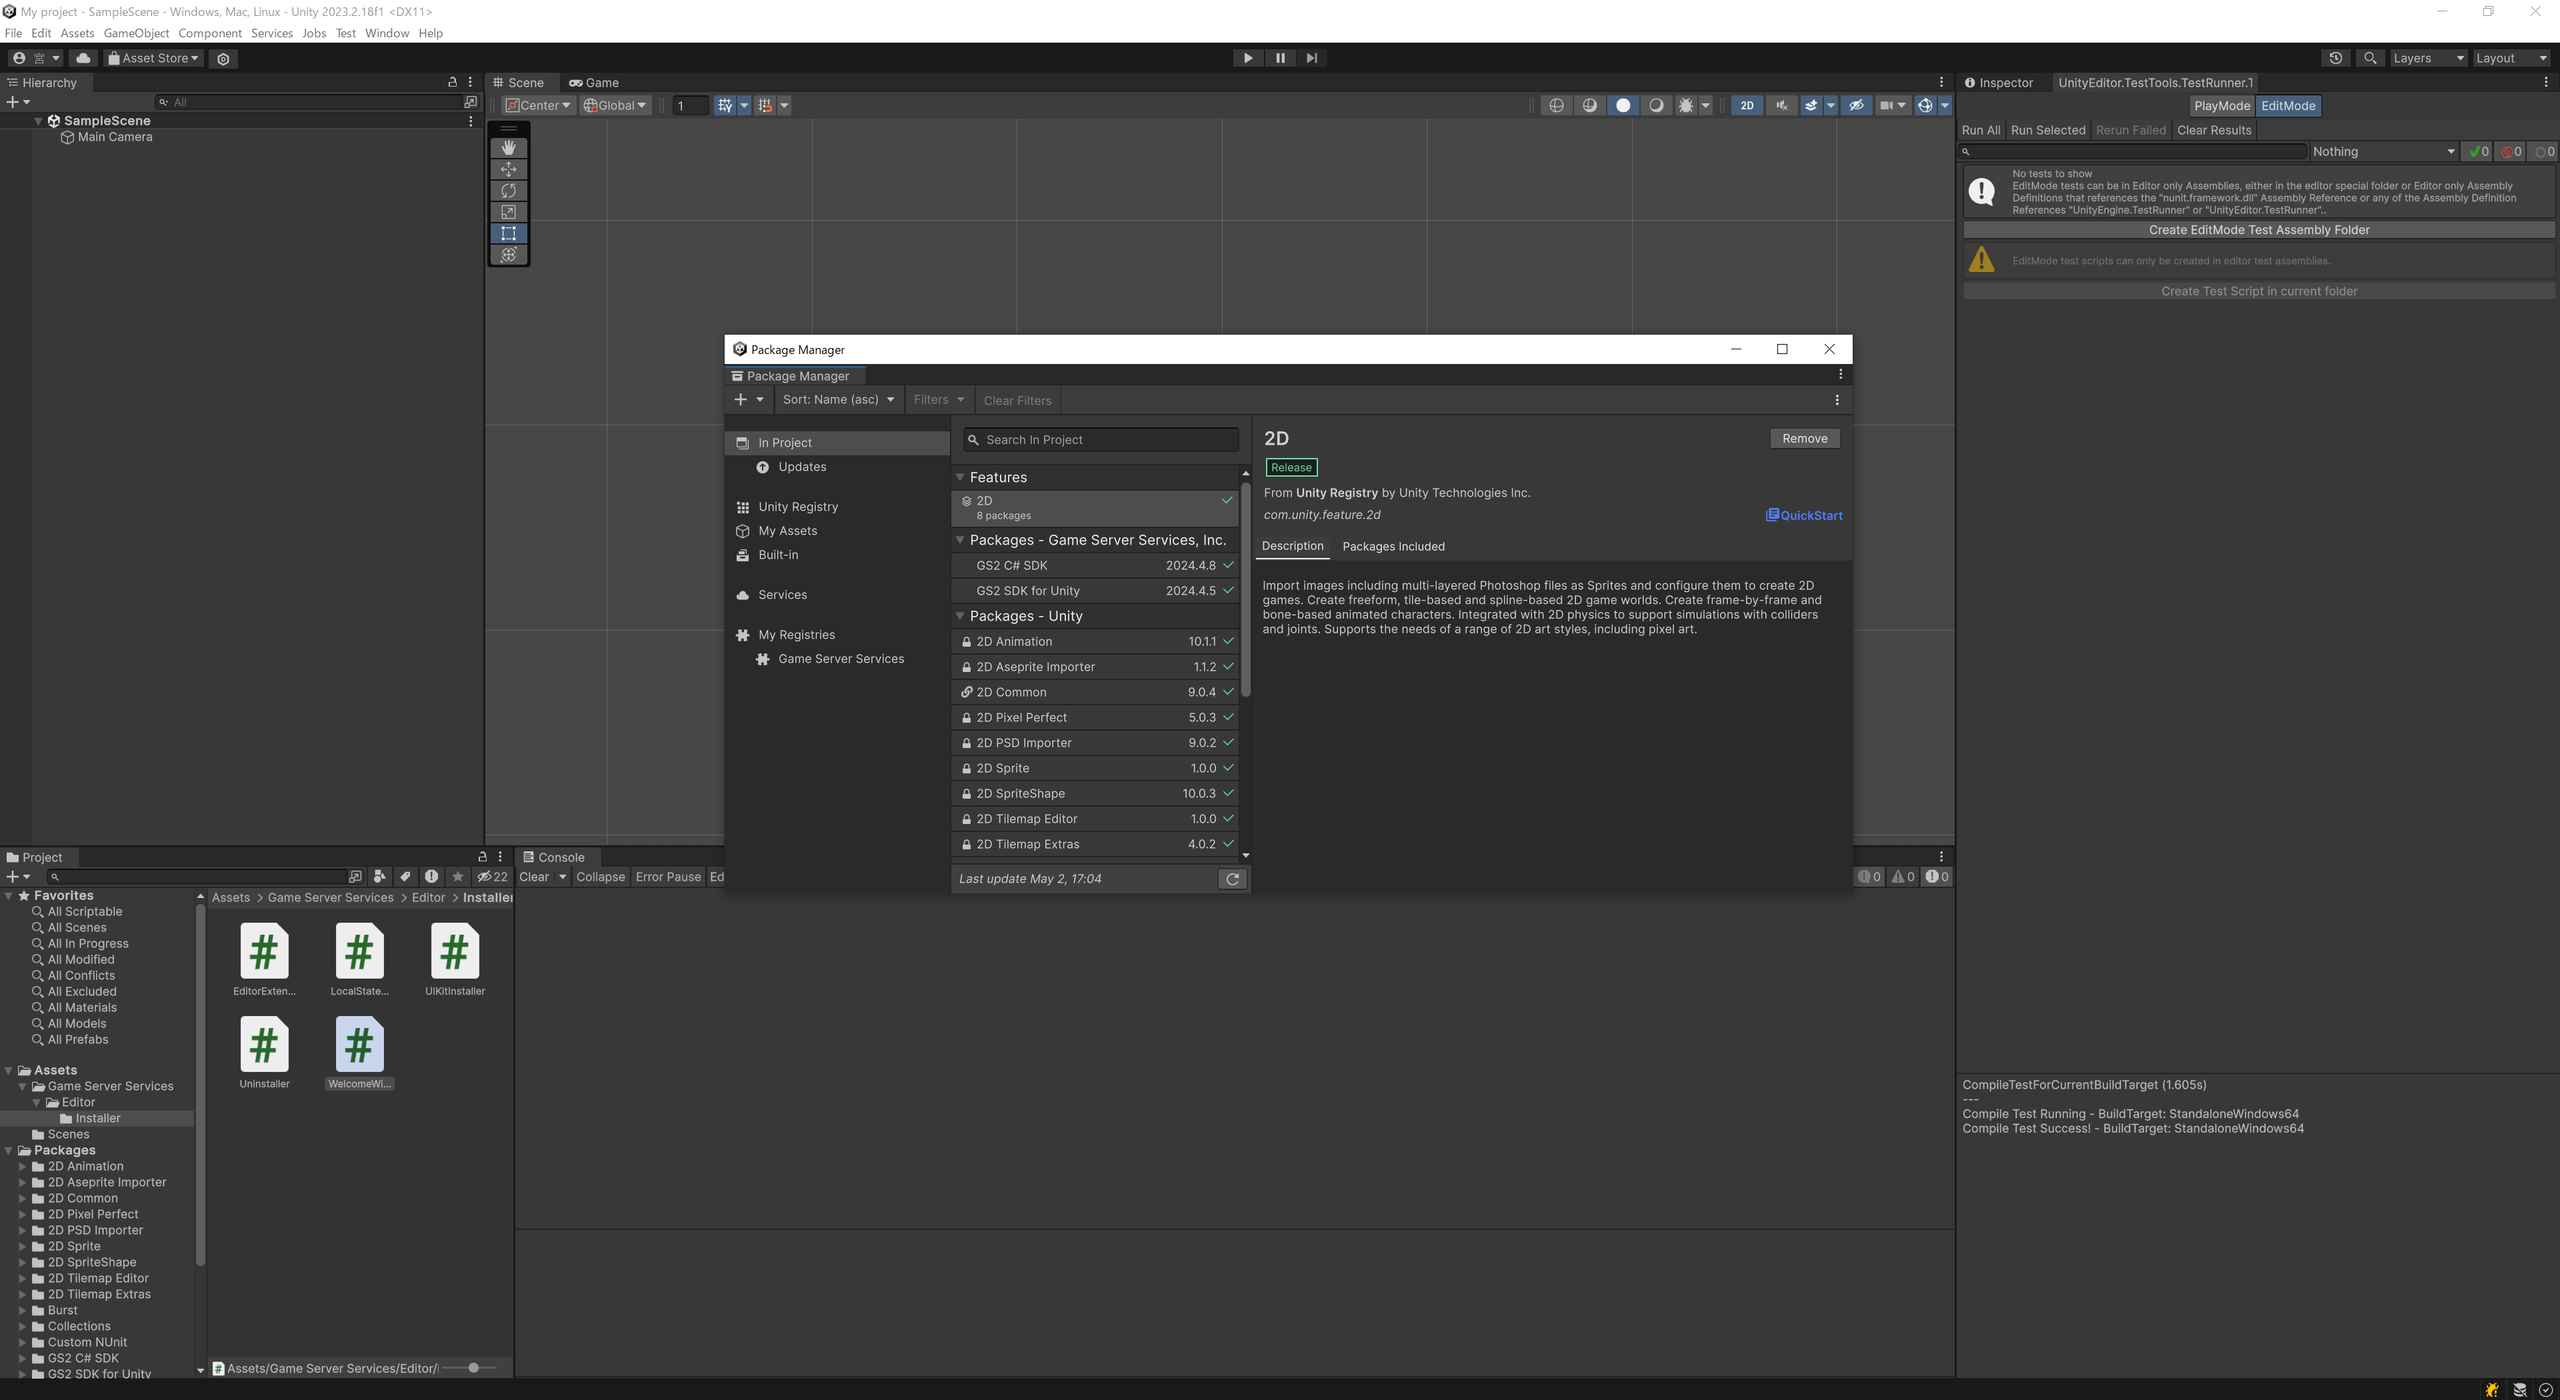 My project - SampleScene - Windows, Mac, Linux - Unity 2023.2.18f1 <DX11>
File Edit Assets GameObject Component Services Jobs Test Window Help
宮 Asset Store Layers Layout
Hierarchy
All
SampleScene
Main Camera
Scene Game
Center Global 1 2D
Inspector UnityEditor.TestTools.TestRunner.T
PlayMode EditMode
Run All Run Selected Rerun Failed Clear Results
Nothing 0 0 0
No tests to show
EditMode tests can be in Editor only Assemblies, either in the editor special folder or Editor only Assembly
Definitions that references the "nunit.framework.dll" Assembly Reference or any of the Assembly Definition
References "UnityEngine.TestRunner" or "UnityEditor.TestRunner"..
Create EditMode Test Assembly Folder
EditMode test scripts can only be created in editor test assemblies.
Create Test Script in current folder
Package Manager
Package Manager
Sort: Name (asc) Filters Clear Filters
In Project
Updates
Unity Registry
My Assets
Built-in
Services
My Registries
Game Server Services
Search In Project
Features
2D
8 packages
Packages - Game Server Services, Inc.
GS2 C# SDK 2024.4.8
GS2 SDK for Unity 2024.4.5
Packages - Unity
2D Animation 10.1.1
2D Aseprite Importer 1.1.2
2D Common 9.0.4
2D Pixel Perfect 5.0.3
2D PSD Importer 9.0.2
2D Sprite 1.0.0
2D SpriteShape 10.0.3
2D Tilemap Editor 1.0.0
2D Tilemap Extras 4.0.2
Last update May 2, 17:04
2D Remove
Release
From Unity Registry by Unity Technologies Inc.
com.unity.feature.2d QuickStart
Description Packages Included
Import images including multi-layered Photoshop files as Sprites and configure them to create 2D
games. Create freeform, tile-based and spline-based 2D game worlds. Create frame-by-frame and
bone-based animated characters. Integrated with 2D physics to support simulations with colliders
and joints. Supports the needs of a range of 2D art styles, including pixel art.
Project
22
Favorites
All Scriptable
All Scenes
All In Progress
All Modified
All Conflicts
All Excluded
All Materials
All Models
All Prefabs
Assets
Game Server Services
Editor
Installer
Scenes
Packages
2D Animation
2D Aseprite Importer
2D Common
2D Pixel Perfect
2D PSD Importer
2D Sprite
2D SpriteShape
2D Tilemap Editor
2D Tilemap Extras
Burst
Collections
Custom NUnit
GS2 C# SDK
GS2 SDK for Unity
Assets > Game Server Services > Editor > Installer
EditorExten... LocalState... UIKitInstaller
Uninstaller WelcomeWi...
Assets/Game Server Services/Editor/
Console
Clear Collapse Error Pause Ed
0 0 0
CompileTestForCurrentBuildTarget (1.605s)
---
Compile Test Running - BuildTarget: StandaloneWindows64
Compile Test Success! - BuildTarget: StandaloneWindows64